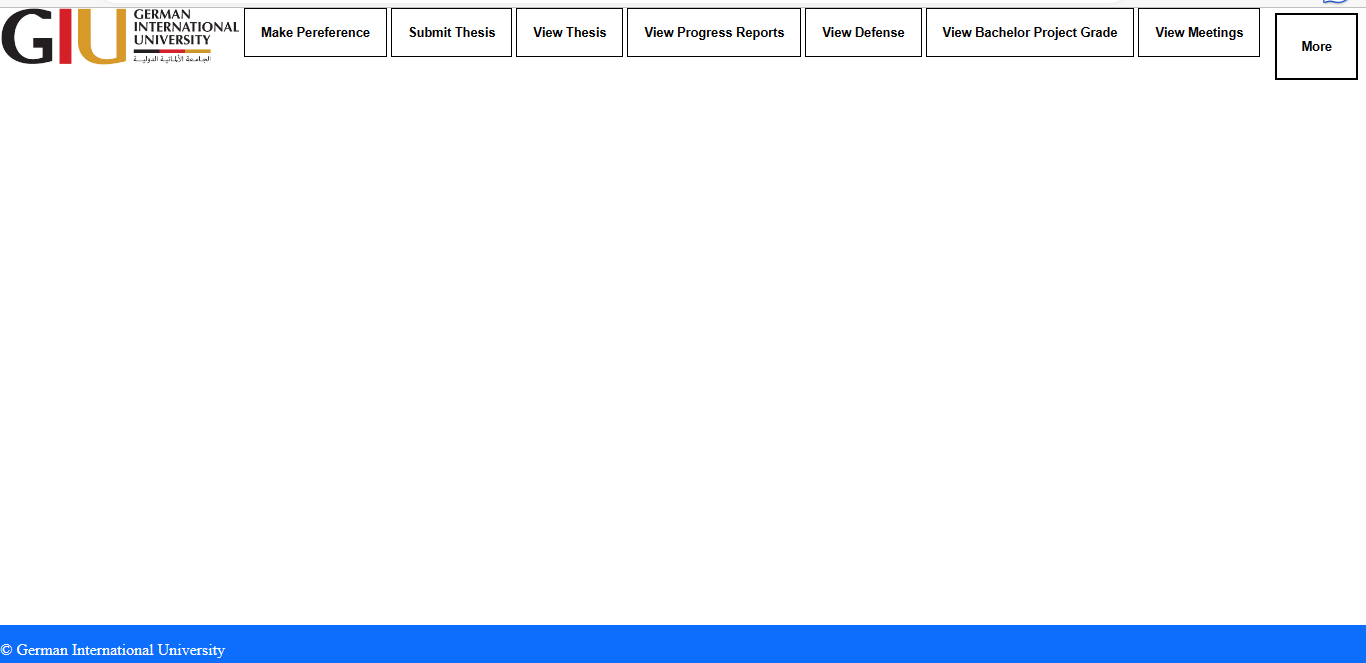 GIU
GERMAN
INTERNATIONAL
UNIVERSITY
الجامعة الألمانية الدولية
Make Pereference
Submit Thesis
View Thesis
View Progress Reports
View Defense
View Bachelor Project Grade
View Meetings
More
© German International University